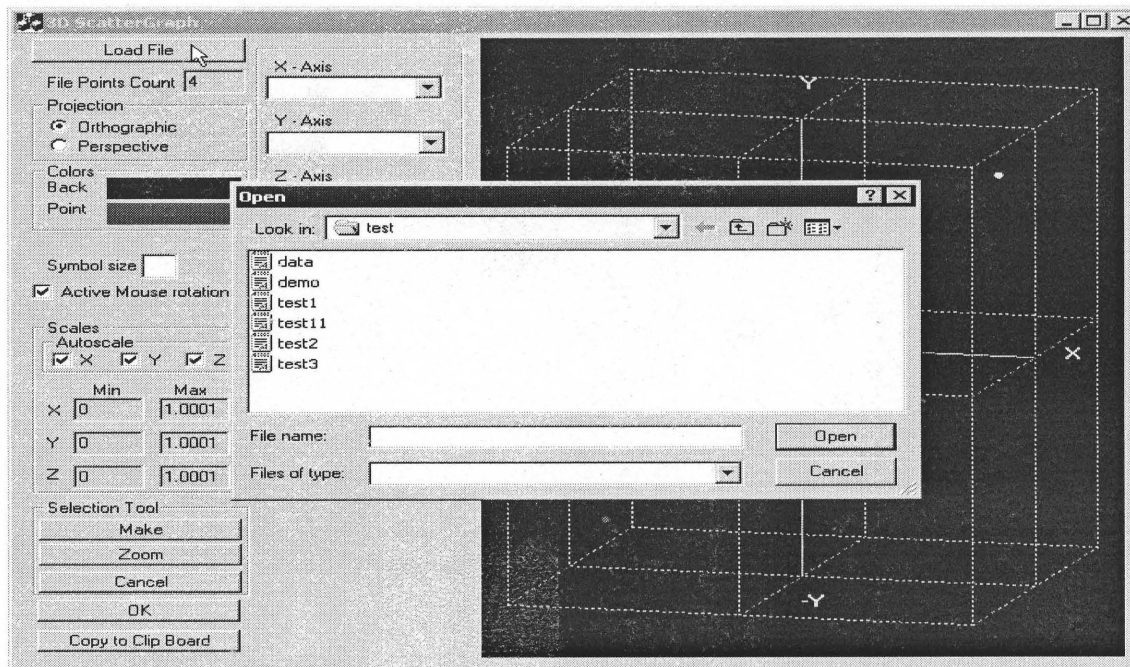 3D ScatterGraph
Load File
File Points Count 4
Projection
Orthographic
Perspective
Colors
Back
Point
Symbol size
Active Mouse rotation
Scales
Autoscale
X Y Z
Min Max
X 0 1.0001
Y 0 1.0001
Z 0 1.0001
Selection Tool
Make
Zoom
Cancel
OK
Copy to Clip Board
X - Axis
Y - Axis
Z - Axis
Open
Look in: test
data
demo
test1
test11
test2
test3
File name:
Open
Files of type:
Cancel
Y
X
-Y